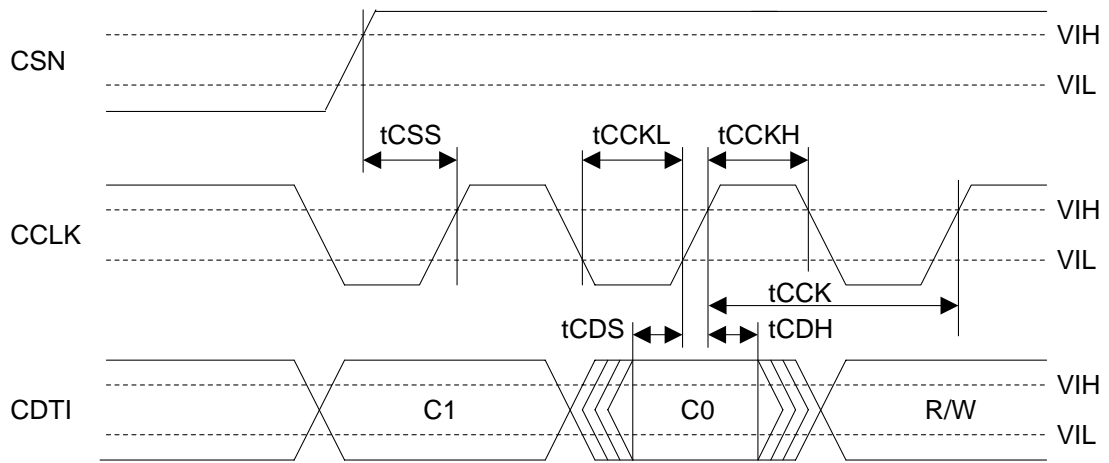 VIH
CSN
VIL
tCSS tCCKL tCCKH
VIH
CCLK
VIL
tCCK
tCDS tCDH
VIH
CDTI C1 C0 R/W
VIL